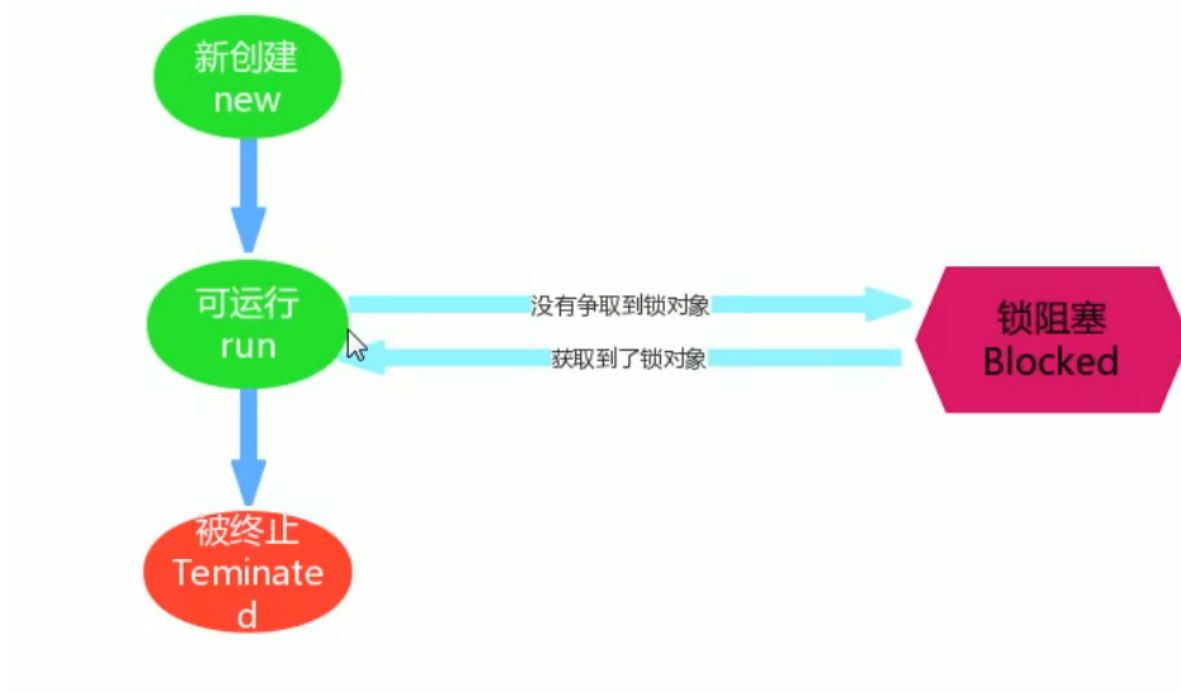 新创建
new
可运行
run
没有争取到锁对象
获取到了锁对象
锁阻塞
Blocked
被终止
Teminate
d